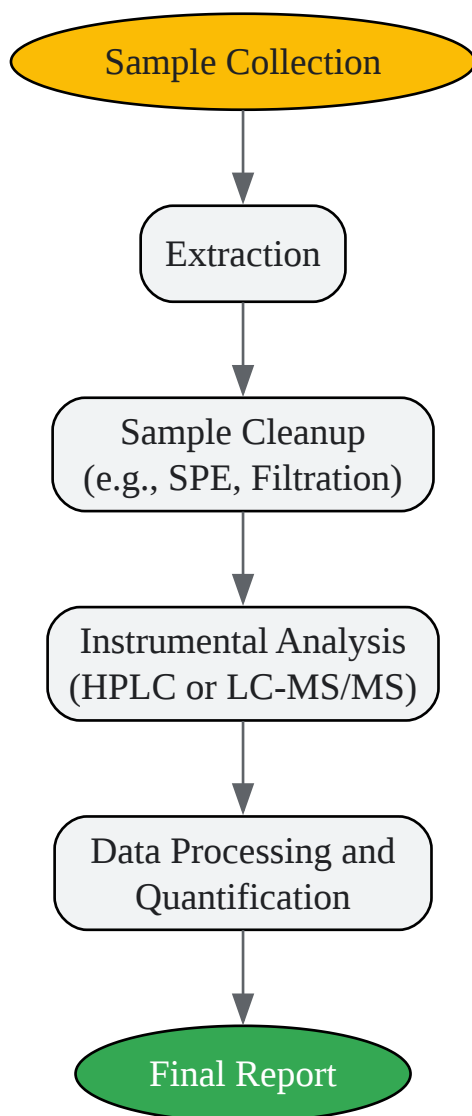 Sample Collection
Extraction
Sample Cleanup
(e.g., SPE, Filtration)
Instrumental Analysis
(HPLC or LC-MS/MS)
Data Processing and
Quantification
Final Report